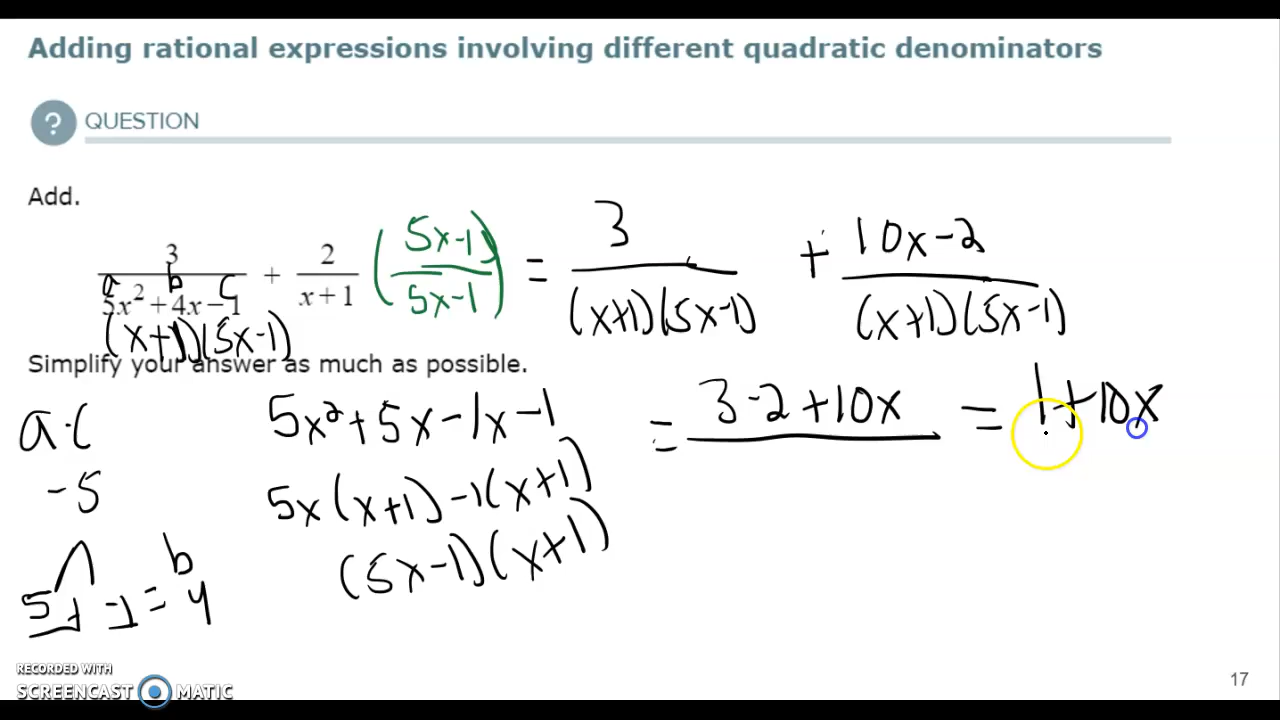 Adding rational expressions involving different quadratic denominators
? QUESTION
Add.
3 / 5x² + 4x − 1 + 2 / x + 1 (5x-1 / 5x-1) = 3 / (x+1)(5x-1) + 10x-2 / (x+1)(5x-1)
a b c
(x+1)(5x-1)
Simplify your answer as much as possible.
a·c
-5
5 + -1 = 4
b
5x² + 5x - 1x - 1
5x(x+1) - 1(x+1)
(5x-1)(x+1)
= 3-2+10x = 1+10x
RECORDED WITH
SCREENCAST MATIC
17